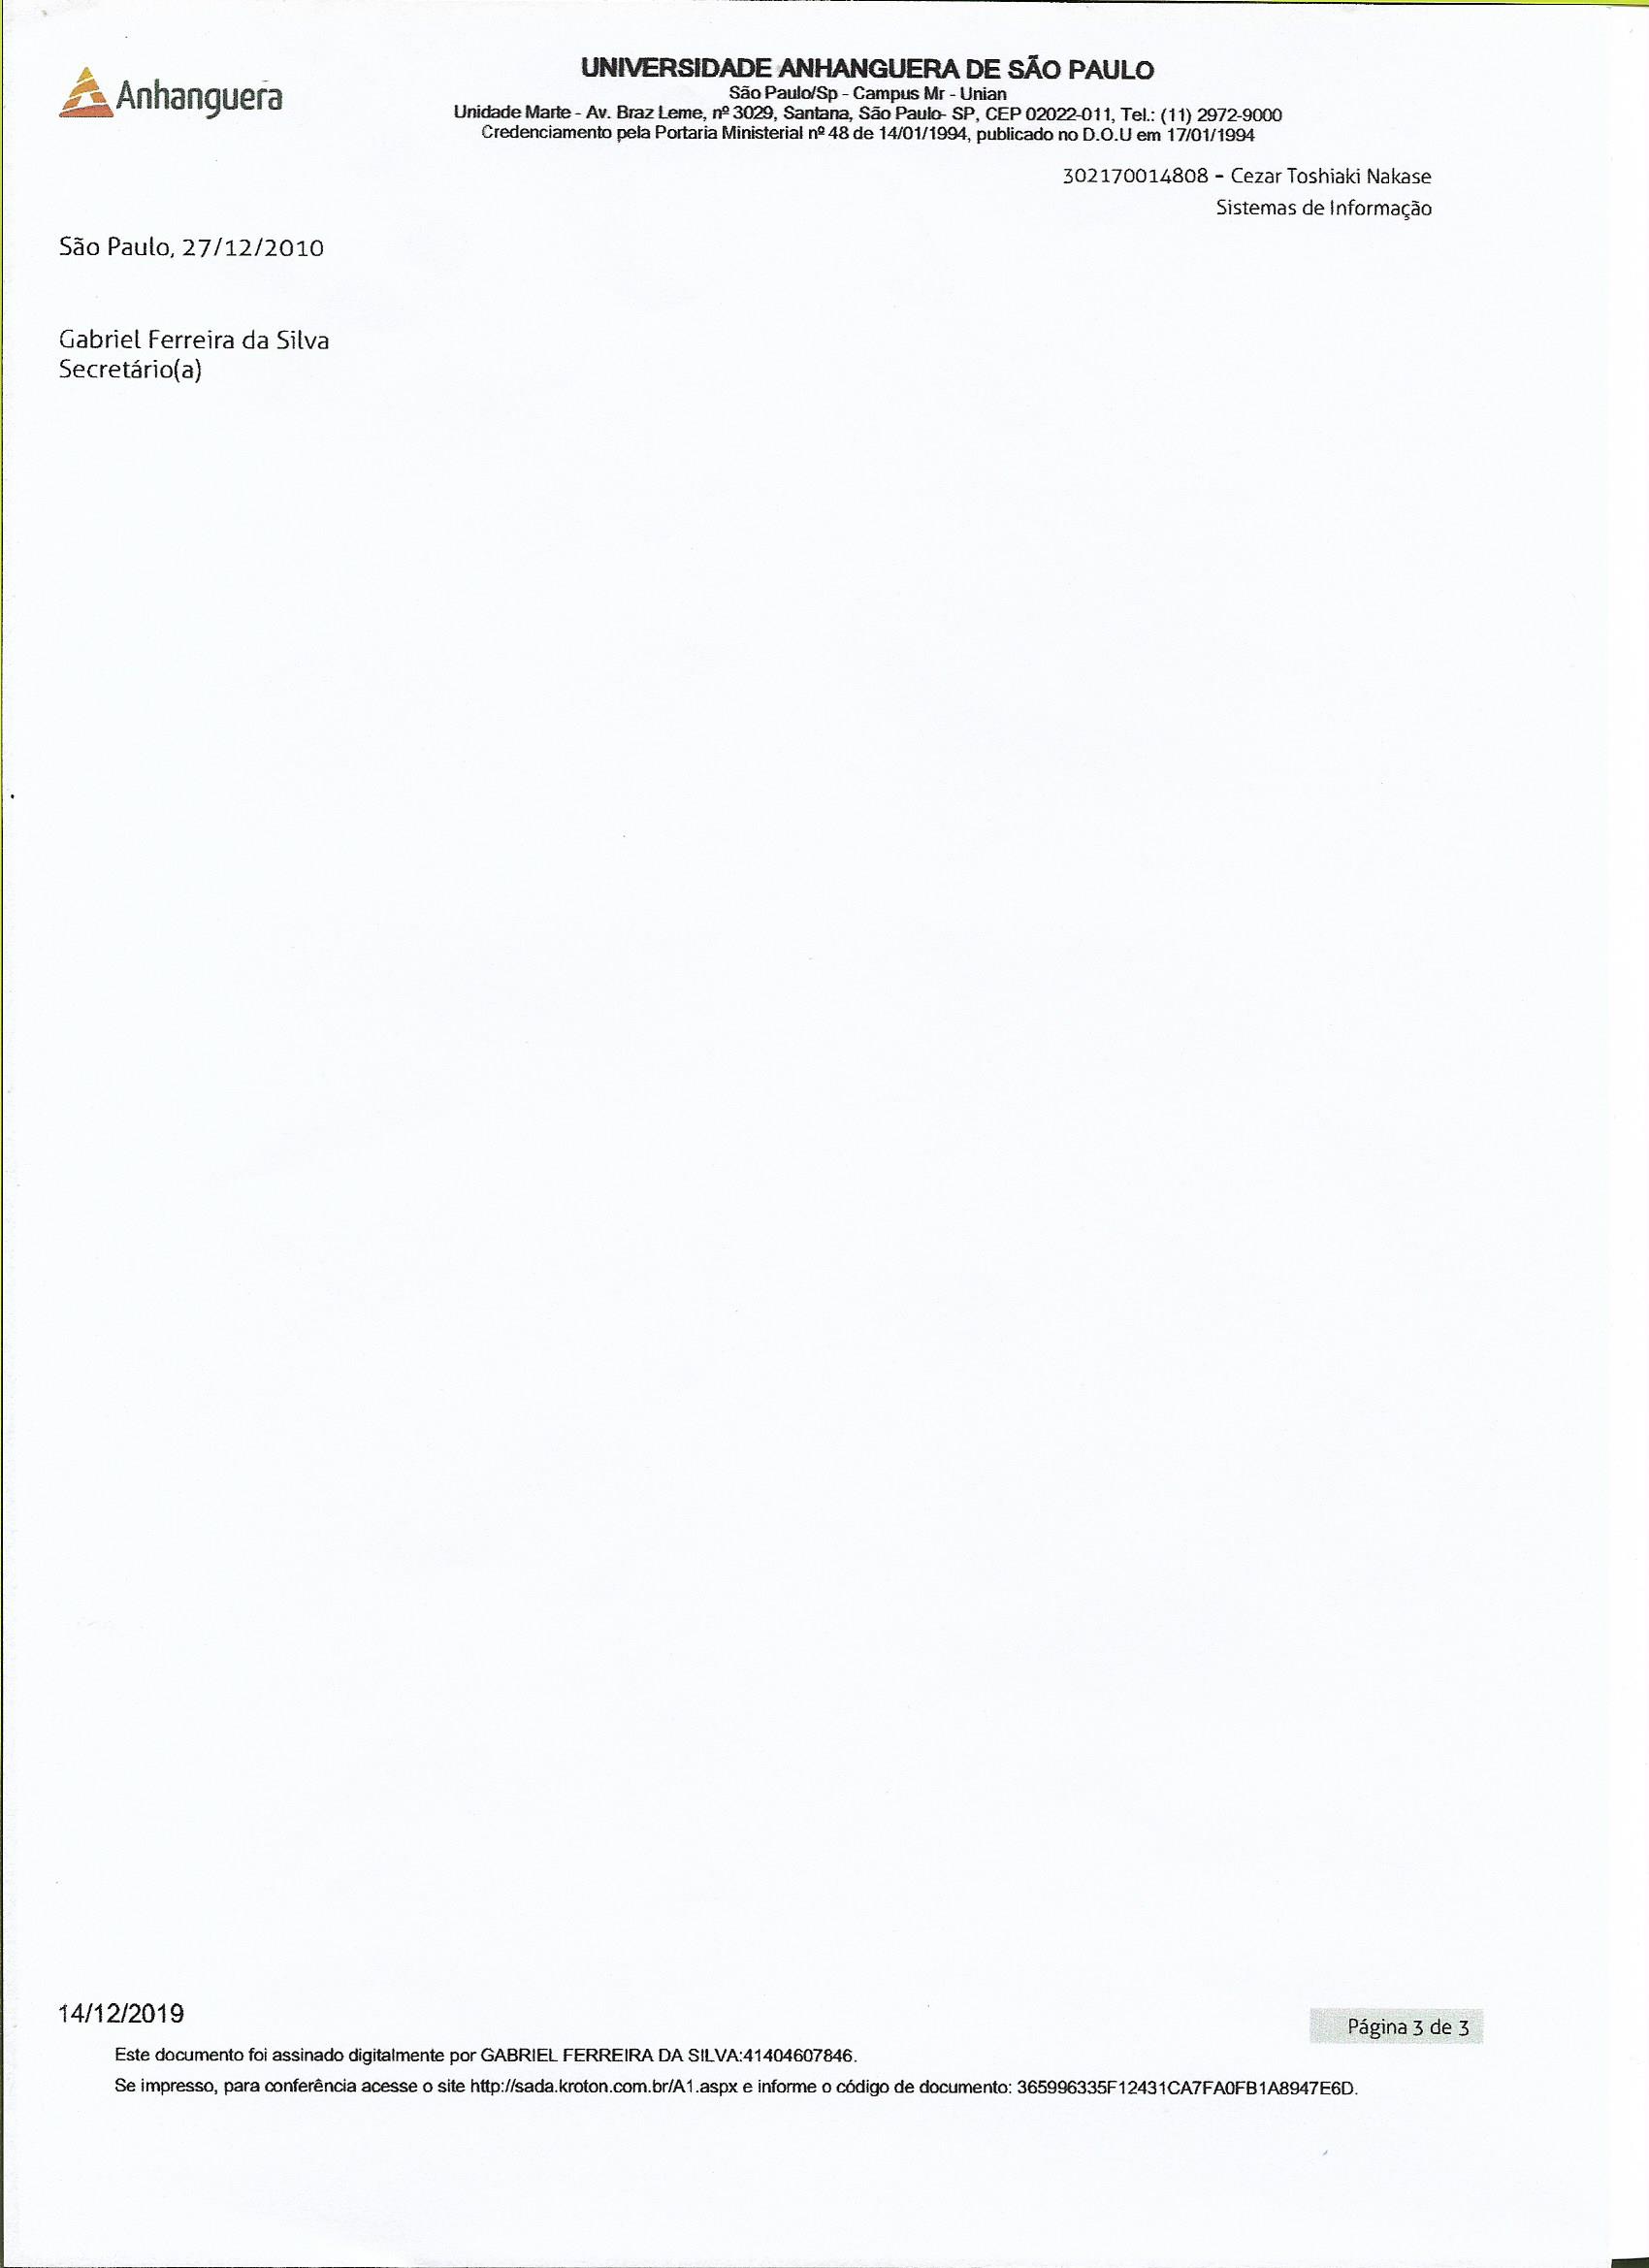 Anhanguera
UNIVERSIDADE ANHANGUERA DE SÃO PAULO
São Paulo/Sp - Campus Mr - Unian
Unidade Marte - Av. Braz Leme, nº 3029, Santana, São Paulo- SP, CEP 02022-011, Tel.: (11) 2972-9000
Credenciamento pela Portaria Ministerial nº 48 de 14/01/1994, publicado no D.O.U em 17/01/1994
302170014808 - Cezar Toshiaki Nakase
Sistemas de Informação
São Paulo, 27/12/2010
Gabriel Ferreira da Silva
Secretário(a)
14/12/2019
Página 3 de 3
Este documento foi assinado digitalmente por GABRIEL FERREIRA DA SILVA:41404607846.
Se impresso, para conferência acesse o site http://sada.kroton.com.br/A1.aspx e informe o código de documento: 365996335F12431CA7FA0FB1A8947E6D.